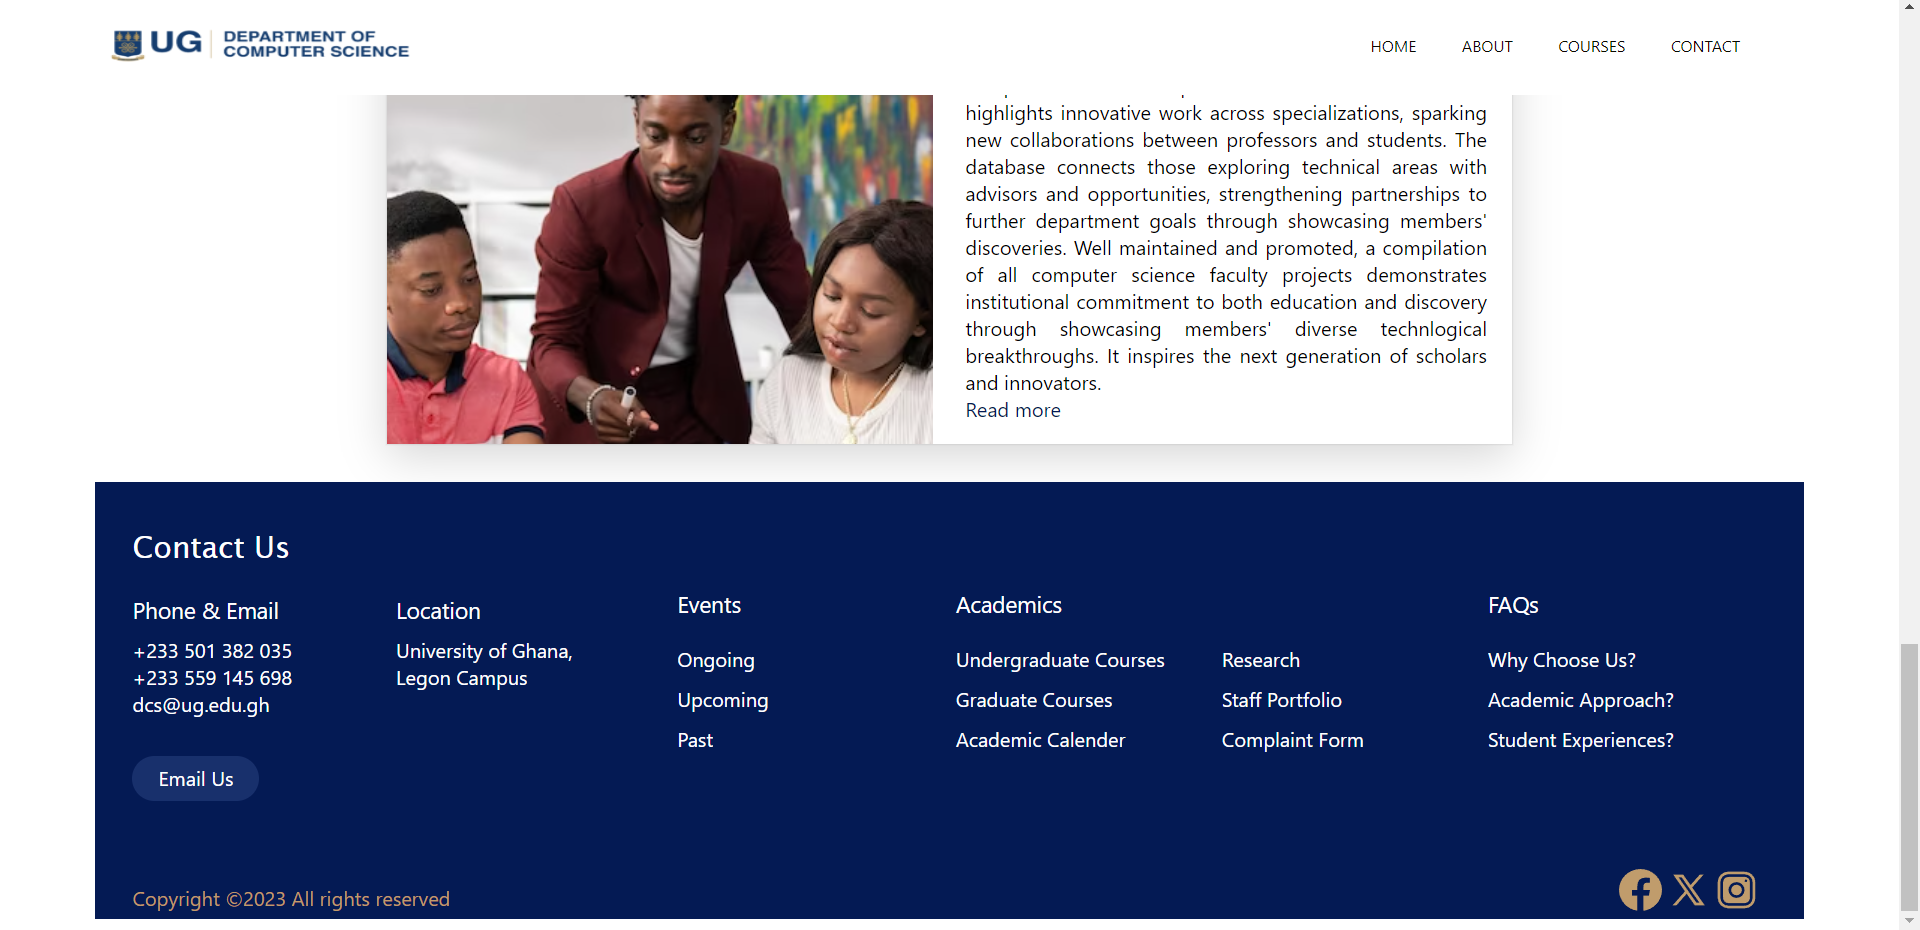 UG DEPARTMENT OF
COMPUTER SCIENCE
HOME ABOUT COURSES CONTACT
highlights innovative work across specializations, sparking
new collaborations between professors and students. The
database connects those exploring technical areas with
advisors and opportunities, strengthening partnerships to
further department goals through showcasing members'
discoveries. Well maintained and promoted, a compilation
of all computer science faculty projects demonstrates
institutional commitment to both education and discovery
through showcasing members' diverse technlogical
breakthroughs. It inspires the next generation of scholars
and innovators.
Read more
Contact Us
Phone & Email
+233 501 382 035
+233 559 145 698
dcs@ug.edu.gh
Email Us
Location
University of Ghana,
Legon Campus
Events
Ongoing
Upcoming
Past
Academics
Undergraduate Courses
Graduate Courses
Academic Calender
Research
Staff Portfolio
Complaint Form
FAQs
Why Choose Us?
Academic Approach?
Student Experiences?
Copyright ©2023 All rights reserved